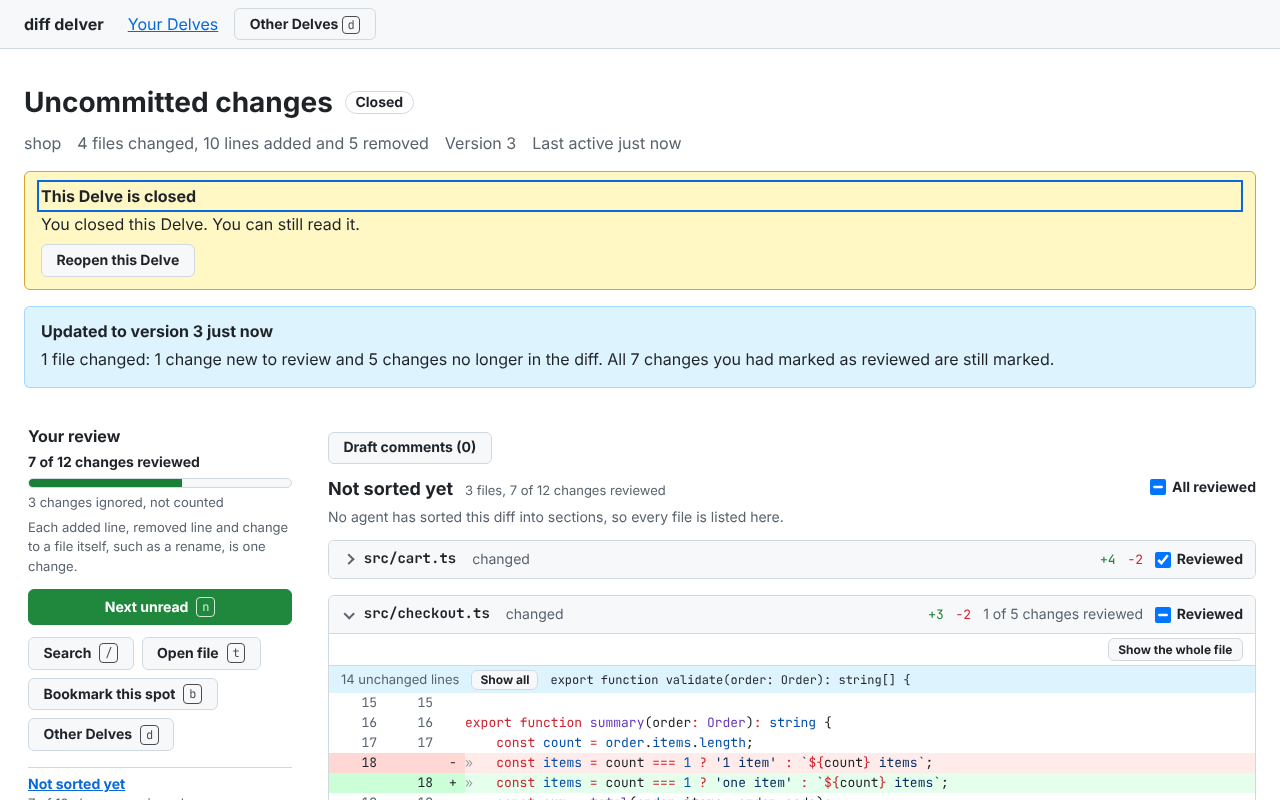 diff delver Your Delves Other Delves d
Uncommitted changes Closed
shop 4 files changed, 10 lines added and 5 removed Version 3 Last active just now
This Delve is closed
You closed this Delve. You can still read it.
Reopen this Delve
Updated to version 3 just now
1 file changed: 1 change new to review and 5 changes no longer in the diff. All 7 changes you had marked as reviewed are still marked.
Your review
7 of 12 changes reviewed
3 changes ignored, not counted
Each added line, removed line and change
to a file itself, such as a rename, is one
change.
Next unread n
Search / Open file t
Bookmark this spot b
Other Delves d
Not sorted yet
Draft comments (0)
Not sorted yet 3 files, 7 of 12 changes reviewed All reviewed
No agent has sorted this diff into sections, so every file is listed here.
src/cart.ts changed +4 -2 Reviewed
src/checkout.ts changed +3 -2 1 of 5 changes reviewed Reviewed
Show the whole file
14 unchanged lines Show all export function validate(order: Order): string[] {
15 15
16 16 export function summary(order: Order): string {
17 17 const count = order.items.length;
18 - » const items = count === 1 ? '1 item' : `${count} items`;
18 + » const items = count === 1 ? 'one item' : `${count} items`;